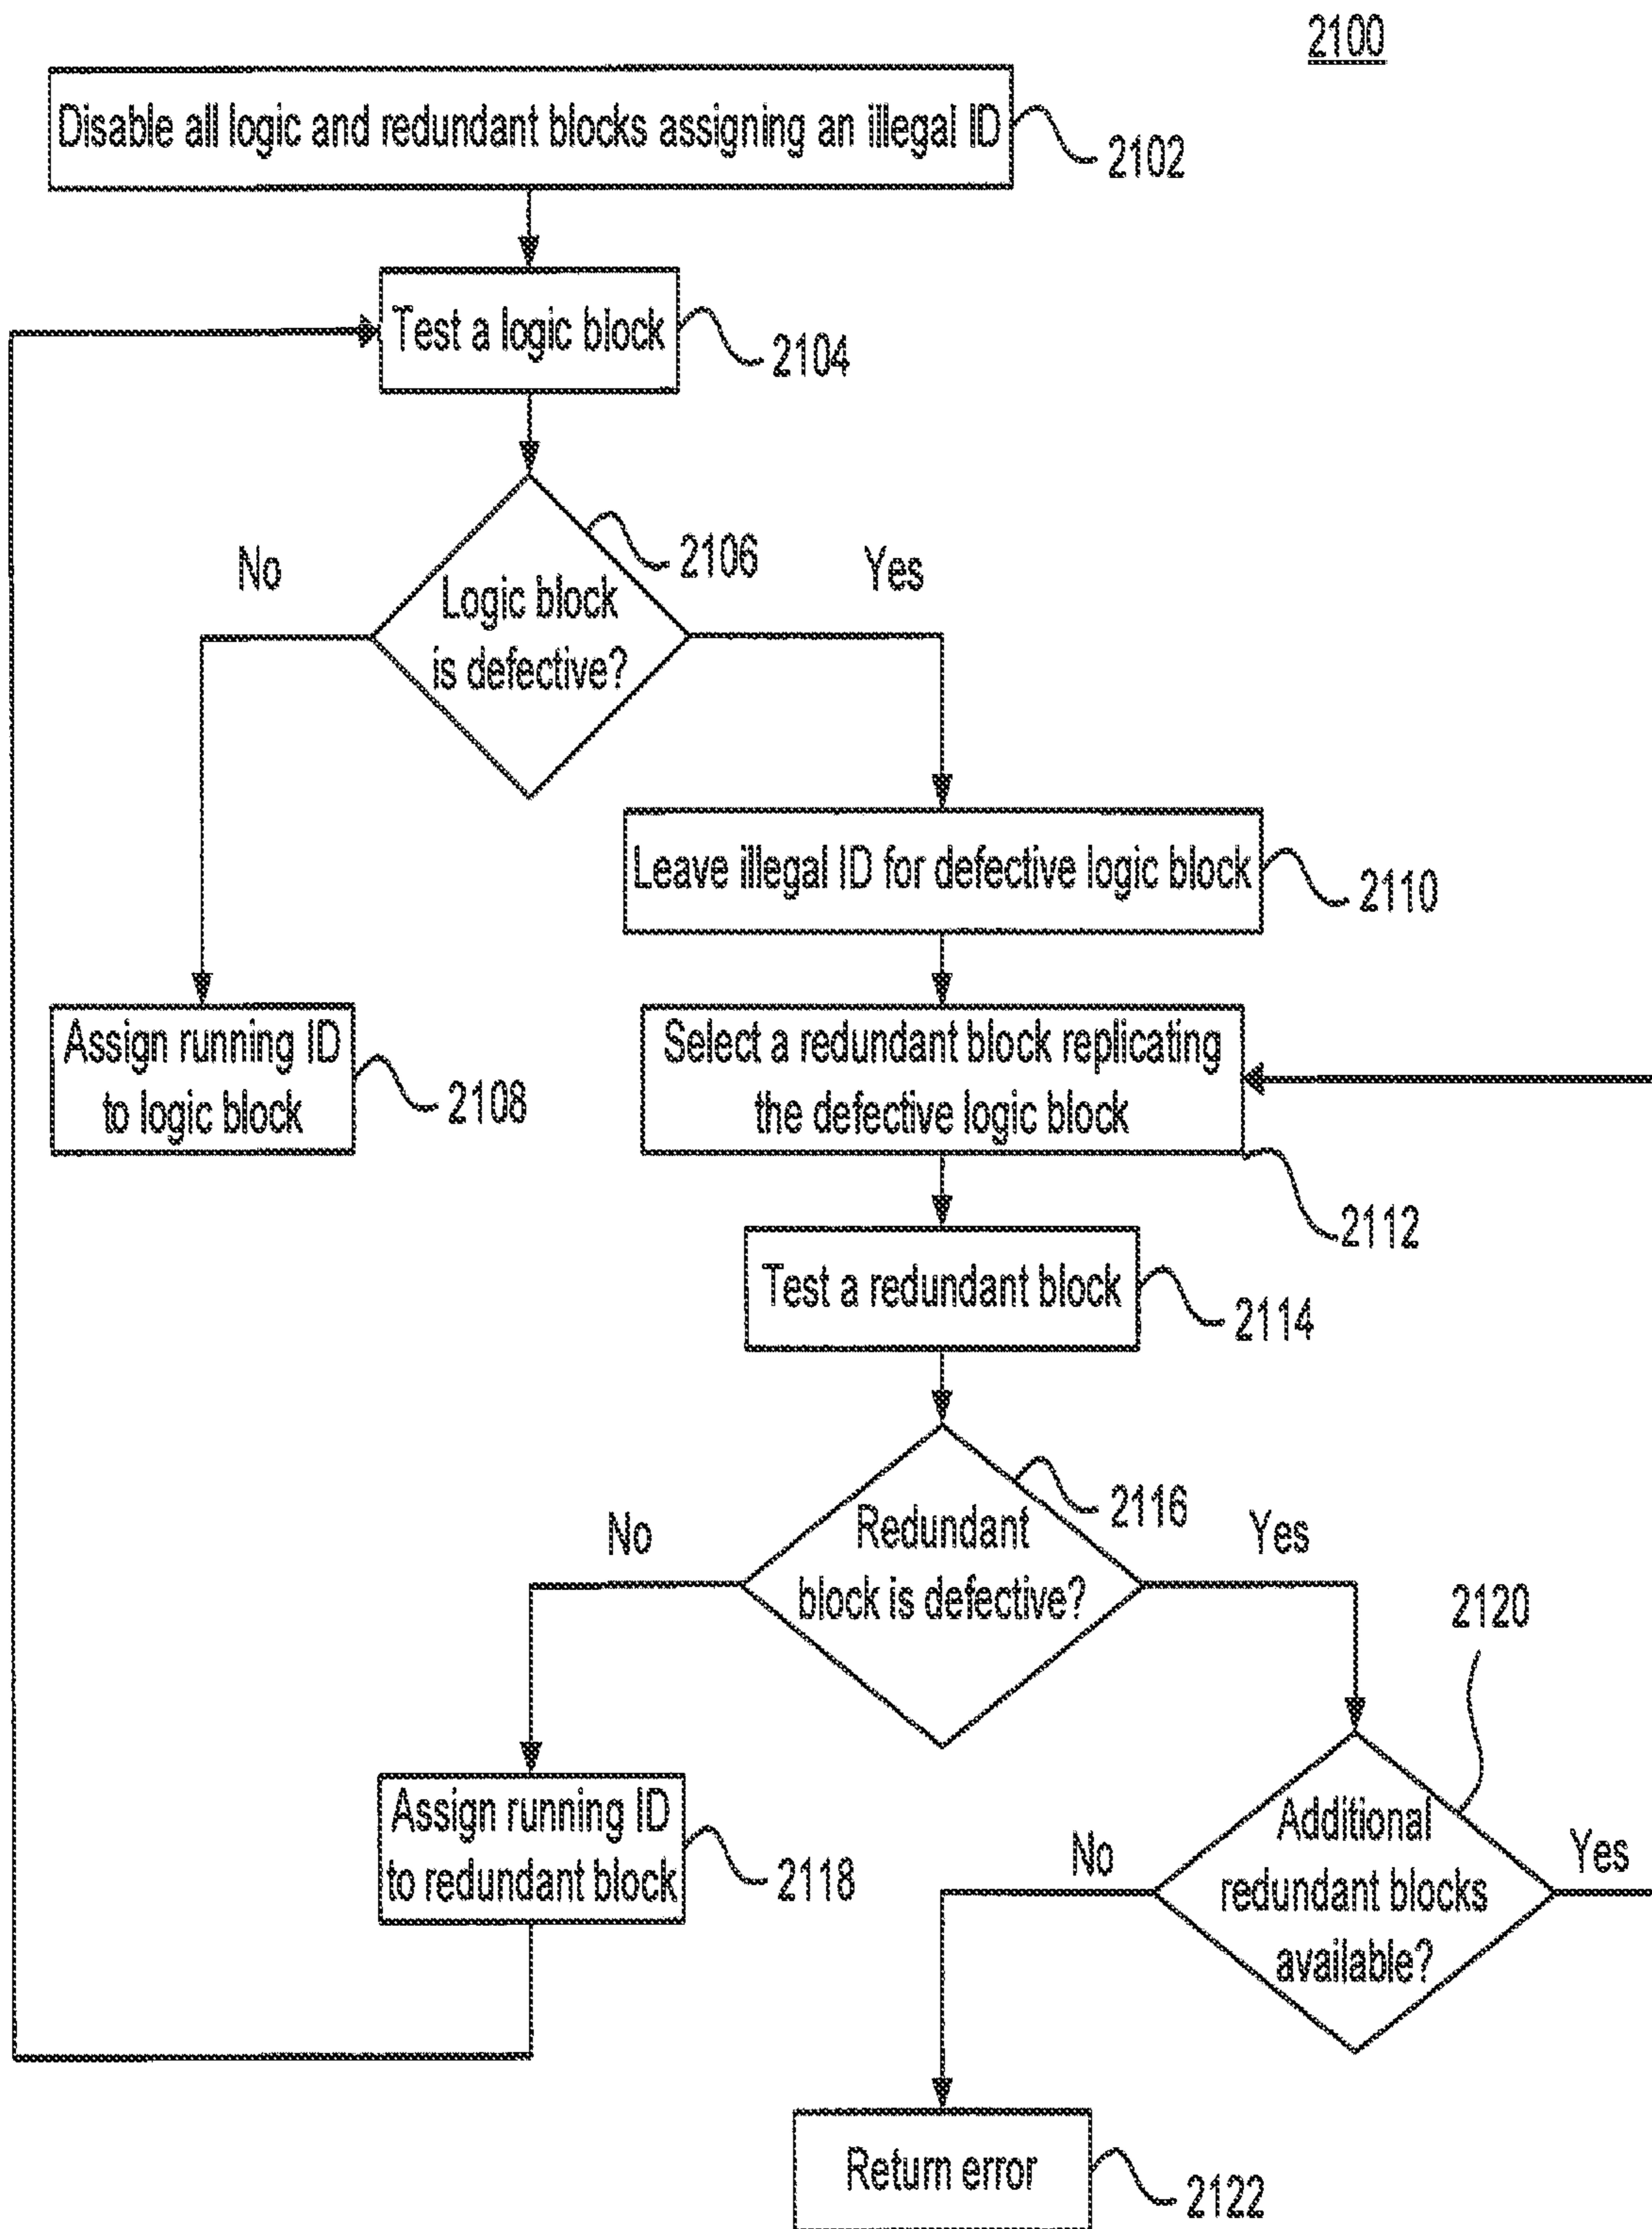 2100
Disable all logic and redundant blocks assigning an illegal ID
2102
Test a logic block
2104
2106
No
Yes
Logic block
is defective?
Leave illegal ID for defective logic block
2110
Assign running ID
to logic block
2108
Select a redundant block replicating
the defective logic block
2112
Test a redundant block
2114
2116
No
Yes
Redundant
block is defective?
2120
Assign running ID
to redundant block
2118
No
Yes
Additional
redundant blocks
available?
Return error
2122